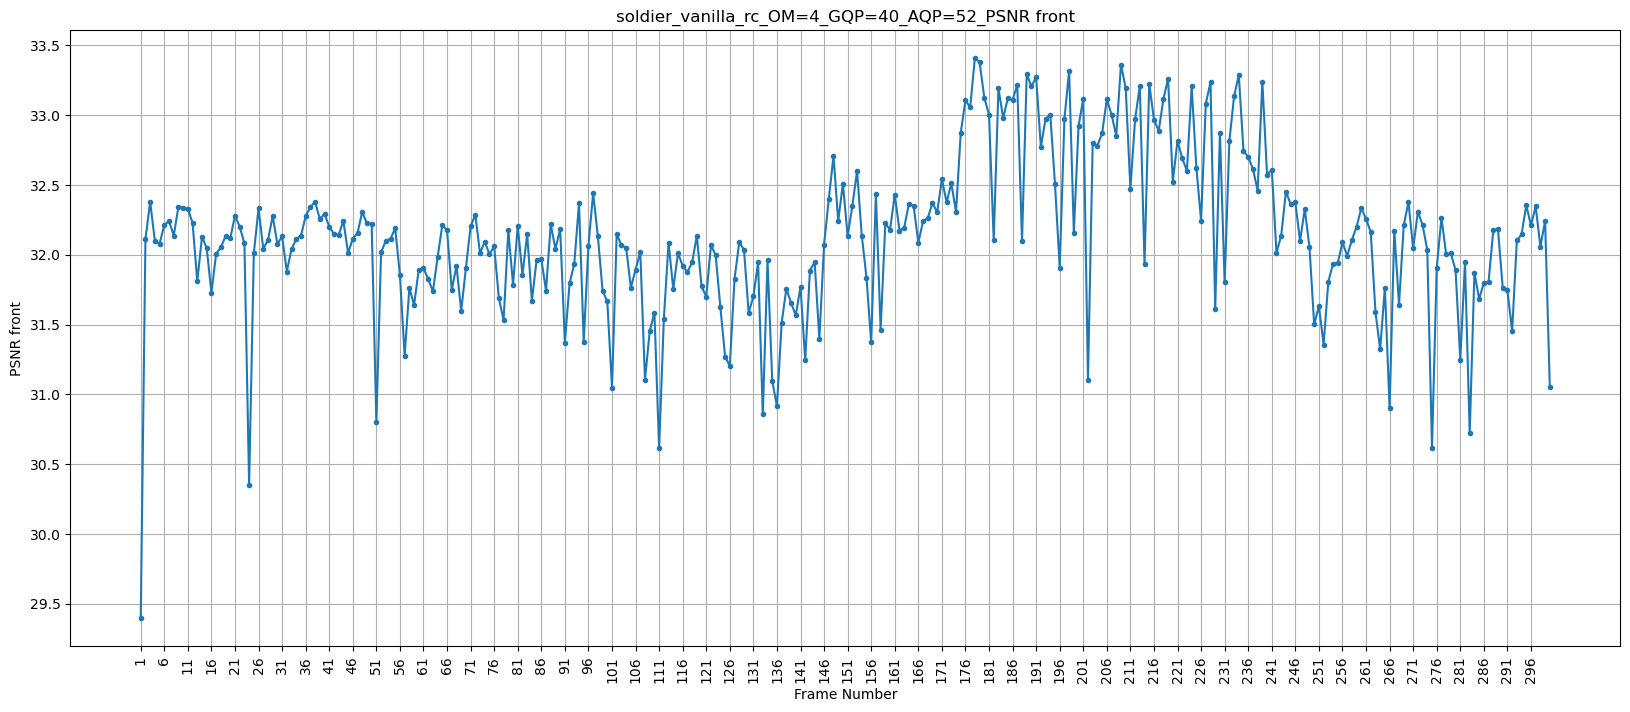 soldier_vanilla_rc_OM=4_GQP=40_AQP=52_PSNR front
33.5
33.0
32.5
32.0
31.5
31.0
30.5
30.0
29.5
PSNR front
1 6 11 16 21 26 31 36 41 46 51 56 61 66 71 76 81 86 91 96 101 106 111 116 121 126 131 136 141 146 151 156 161 166 171 176 181 186 191 196 201 206 211 216 221 226 231 236 241 246 251 256 261 266 271 276 281 286 291 296
Frame Number